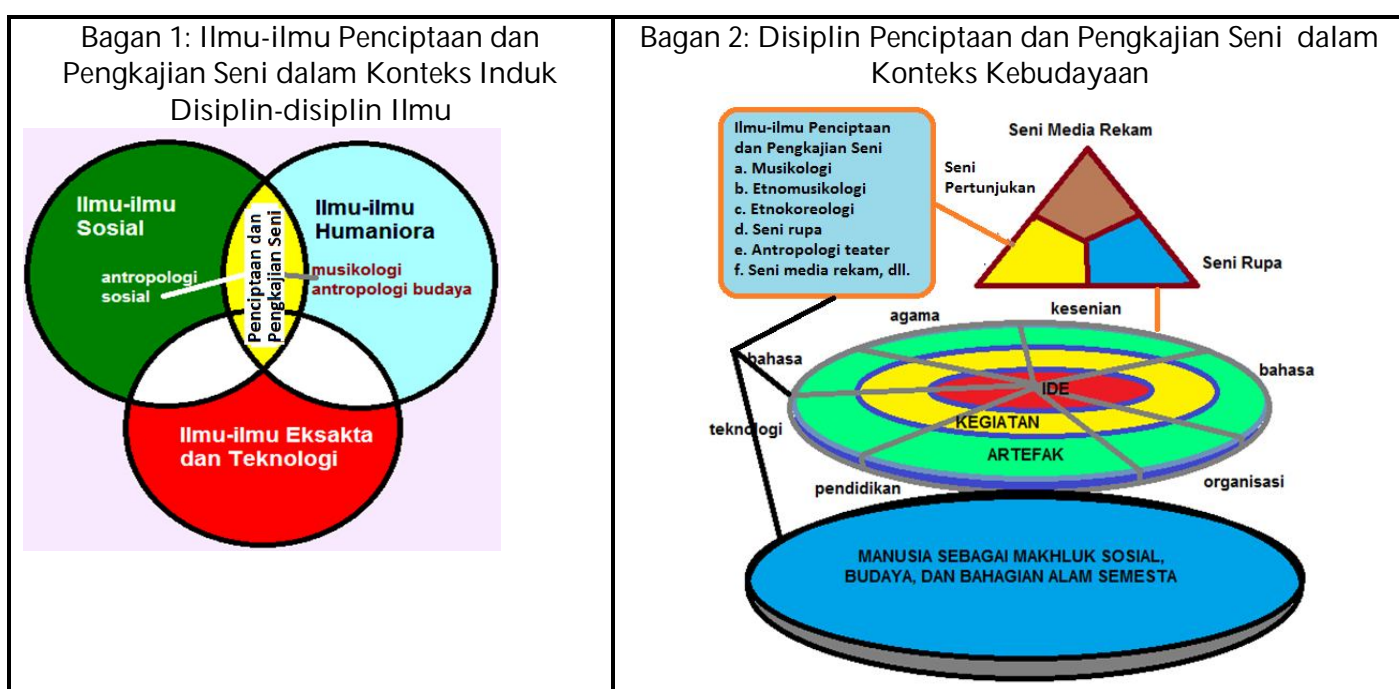 Bagan 1: Ilmu-ilmu Penciptaan dan
Pengkajian Seni dalam Konteks Induk
Disiplin-disiplin Ilmu
Ilmu-ilmu
Sosial
antropologi
sosial
Penciptaan dan
Pengkajian Seni
Ilmu-ilmu
Humaniora
musikologi
antropologi budaya
Ilmu-ilmu Eksakta
dan Teknologi
Bagan 2: Disiplin Penciptaan dan Pengkajian Seni dalam
Konteks Kebudayaan
Ilmu-ilmu Penciptaan
dan Pengkajian Seni
a. Musikologi
b. Etnomusikologi
c. Etnokoreologi
d. Seni rupa
e. Antropologi teater
f. Seni media rekam, dll.
Seni Media Rekam
Seni
Pertunjukan
Seni Rupa
agama
kesenian
bahasa
bahasa
teknologi
IDE
KEGIATAN
ARTEFAK
pendidikan
organisasi
MANUSIA SEBAGAI MAKHLUK SOSIAL,
BUDAYA, DAN BAHAGIAN ALAM SEMESTA